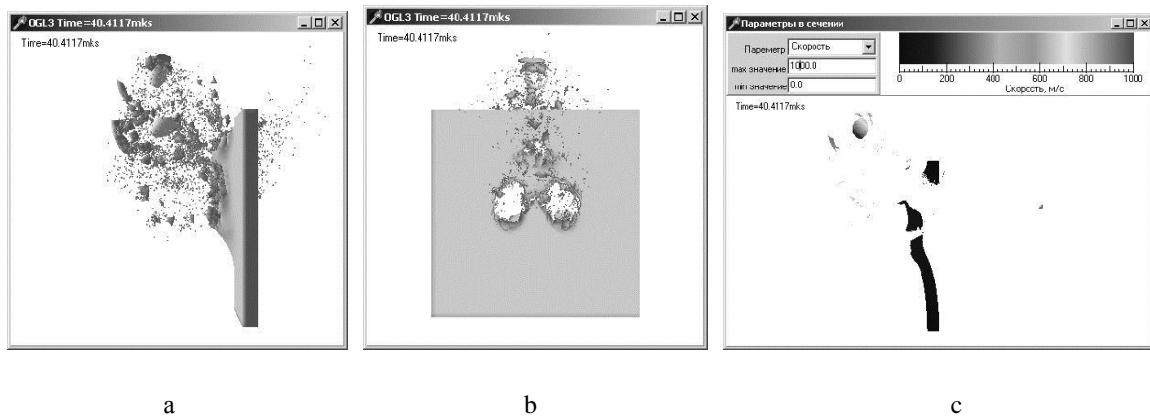 OGL3 Time=40.4117mks
Time=40.4117mks
OGL3 Time=40.4117mks
Time=40.4117mks
Параметры в сечении
Параметр Скорость
max значение 1000.0
min значение 0.0
0 200 400 600 800 1000
Скорость, м/с
Time=40.4117mks
a b c